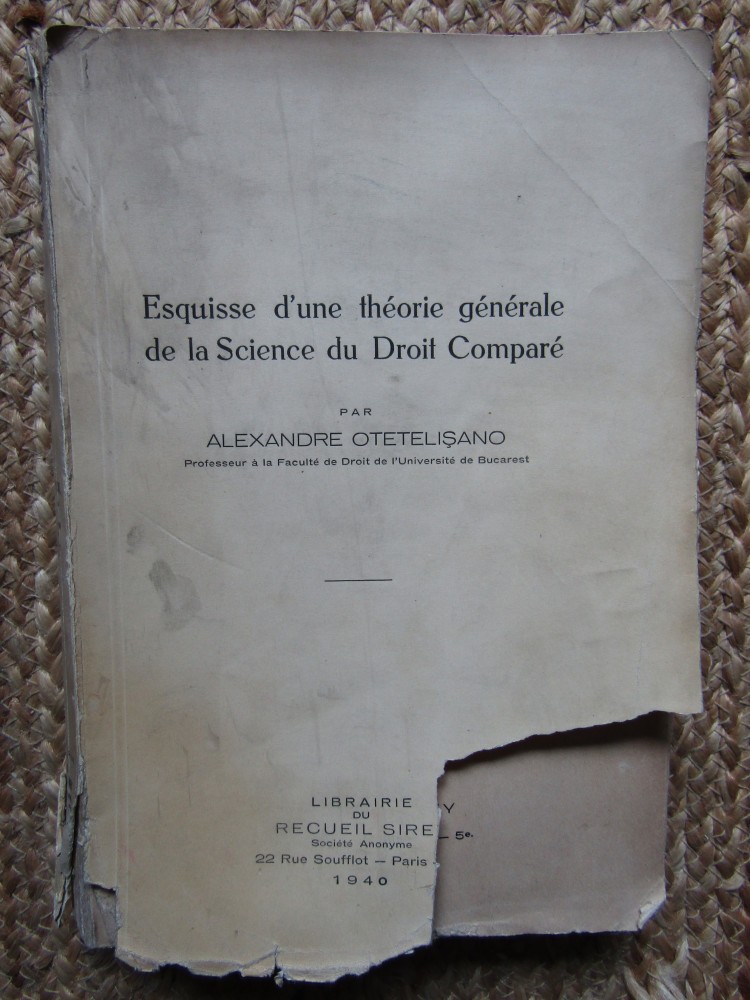 Esquisse d'une théorie générale
de la Science du Droit Comparé
PAR
ALEXANDRE OTETELIŞANO
Professeur à la Faculté de Droit de l'Université de Bucarest
LIBRAIRIE
DU
RECUEIL SIRE Y
Société Anonyme
22 Rue Soufflot — Paris — 5e.
1940